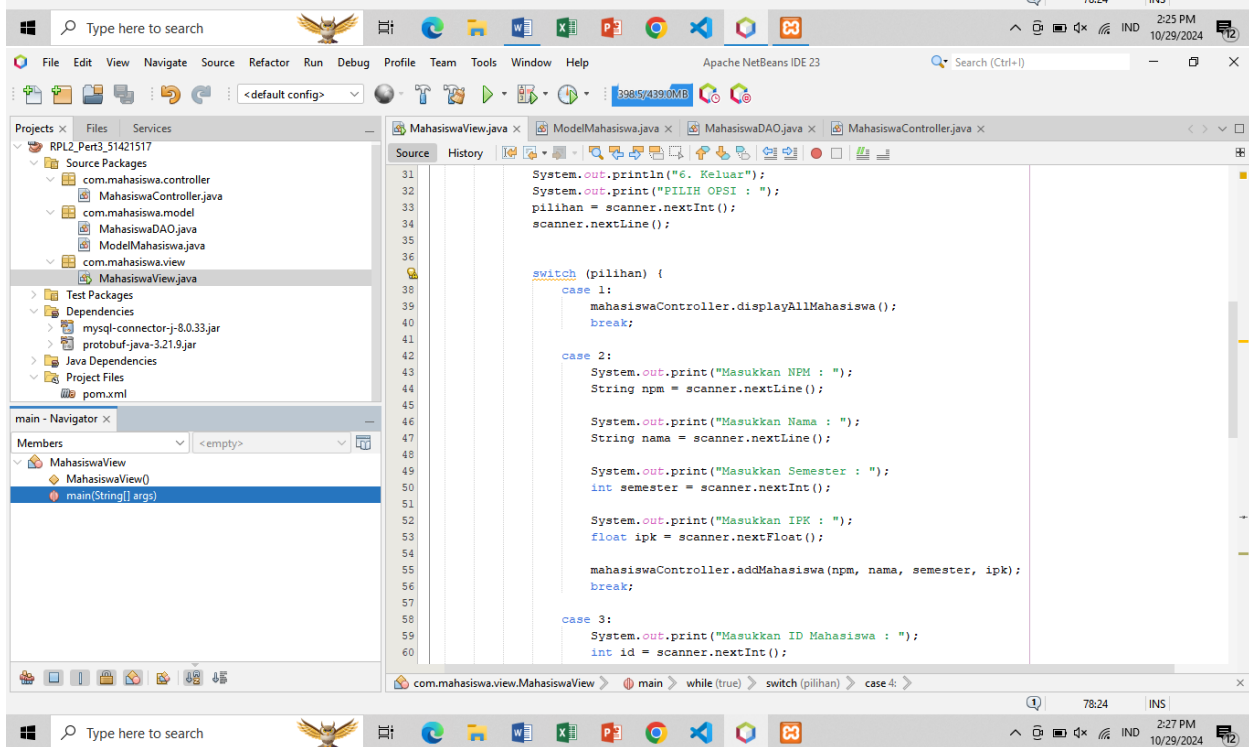 78:24 INS
Type here to search
IND
2:25 PM
10/29/2024
12
File Edit View Navigate Source Refactor Run Debug Profile Team Tools Window Help
Apache NetBeans IDE 23
Search (Ctrl+I)
<default config>
398.5/439.0MB
Projects Files Services
RPL2_Pert3_51421517
Source Packages
com.mahasiswa.controller
MahasiswaController.java
com.mahasiswa.model
MahasiswaDAO.java
ModelMahasiswa.java
com.mahasiswa.view
MahasiswaView.java
Test Packages
Dependencies
mysql-connector-j-8.0.33.jar
protobuf-java-3.21.9.jar
Java Dependencies
Project Files
pom.xml
main - Navigator
Members <empty>
MahasiswaView
MahasiswaView()
main(String[] args)
MahasiswaView.java ModelMahasiswa.java MahasiswaDAO.java MahasiswaController.java
Source History
31 System.out.println("6. Keluar");
32 System.out.print("PILIH OPSI : ");
33 pilihan = scanner.nextInt();
34 scanner.nextLine();
35
36
switch (pilihan) {
38 case 1:
39 mahasiswaController.displayAllMahasiswa();
40 break;
41
42 case 2:
43 System.out.print("Masukkan NPM : ");
44 String npm = scanner.nextLine();
45
46 System.out.print("Masukkan Nama : ");
47 String nama = scanner.nextLine();
48
49 System.out.print("Masukkan Semester : ");
50 int semester = scanner.nextInt();
51
52 System.out.print("Masukkan IPK : ");
53 float ipk = scanner.nextFloat();
54
55 mahasiswaController.addMahasiswa(npm, nama, semester, ipk);
56 break;
57
58 case 3:
59 System.out.print("Masukkan ID Mahasiswa : ");
60 int id = scanner.nextInt();
com.mahasiswa.view.MahasiswaView main while (true) switch (pilihan) case 4:
1 78:24 INS
Type here to search
IND
2:27 PM
10/29/2024
12